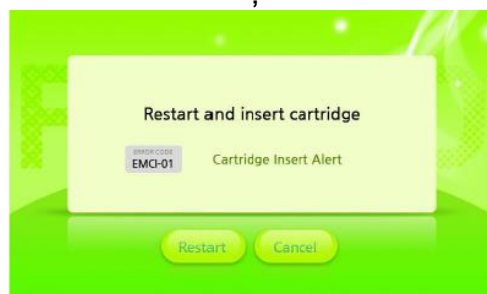 ,
Restart and insert cartridge
ERROR CODE
EMCI-01
Cartridge Insert Alert
Restart
Cancel